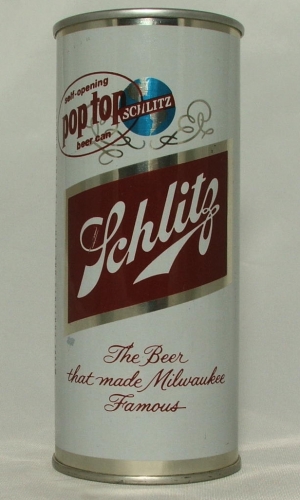 self-opening
pop top
beer can
SCHLITZ
Schlitz
The Beer
that made Milwaukee
Famous